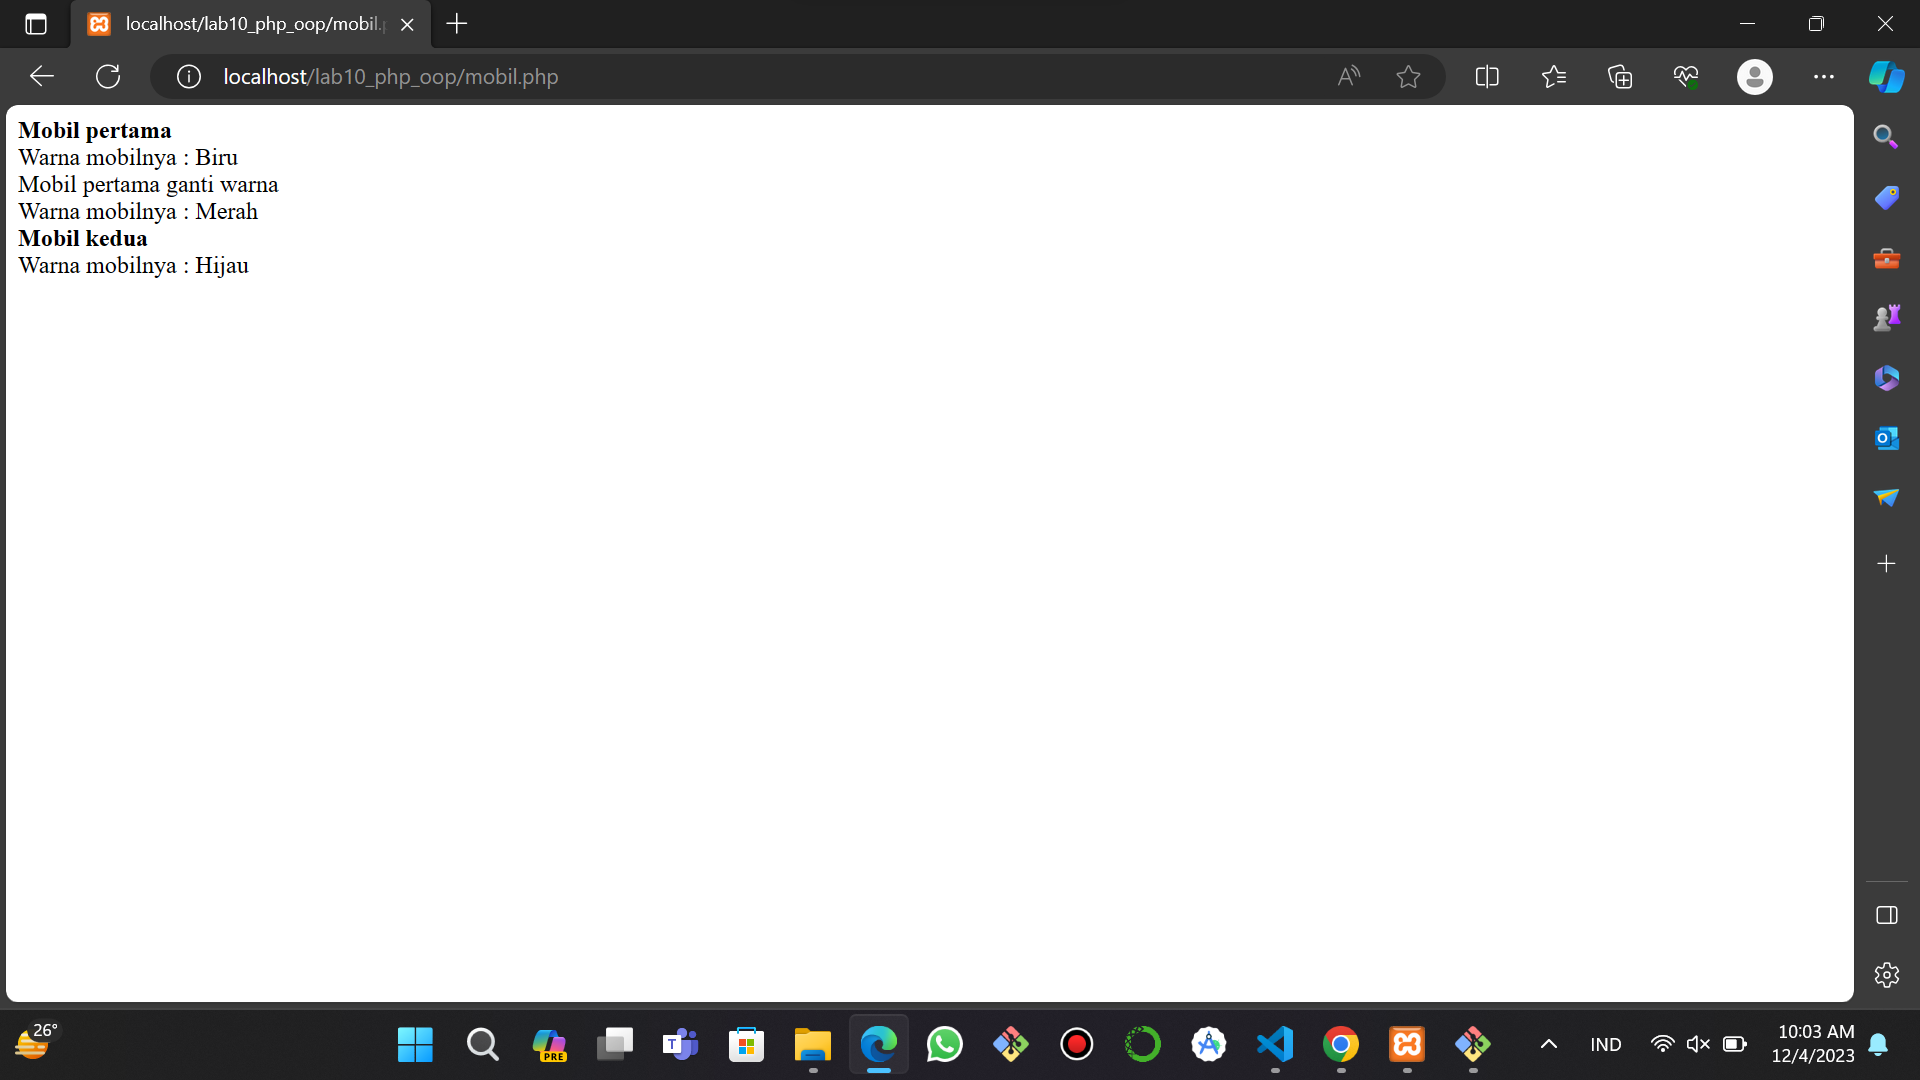 localhost/lab10_php_oop/mobil.
localhost/lab10_php_oop/mobil.php
Mobil pertama
Warna mobilnya : Biru
Mobil pertama ganti warna
Warna mobilnya : Merah
Mobil kedua
Warna mobilnya : Hijau
26°
PRE
T
IND
10:03 AM
12/4/2023